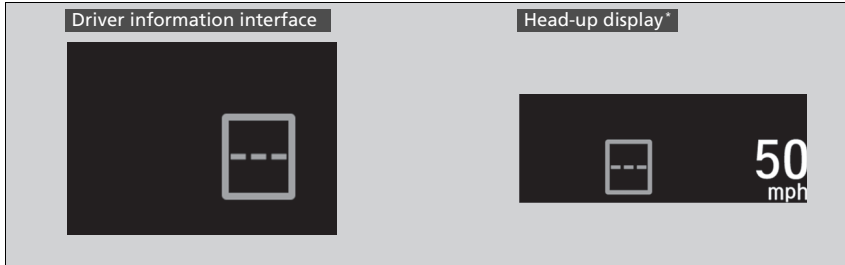 Driver information interface
Head-up display*
---
---
50
mph